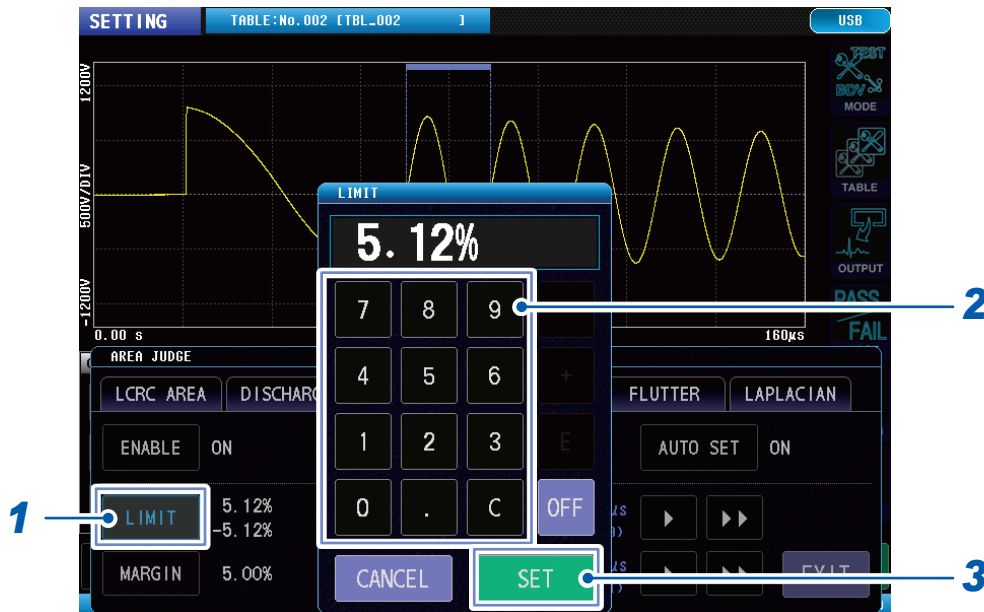 SETTING
TABLE:No.002 [TBL_002 ]
USB
1200V
500V/DIV
-1200V
0.00 s
160μs
TEST
BDV
MODE
TABLE
OUTPUT
PASS
FAIL
LIMIT
5.12%
7 8 9
4 5 6 +
1 2 3 E
0 . C OFF
CANCEL SET
AREA JUDGE
LCRC AREA
DISCHAR
FLUTTER
LAPLACIAN
ENABLE ON
AUTO SET ON
LIMIT 5.12%
-5.12%
MARGIN 5.00%
EXIT
1
2
3